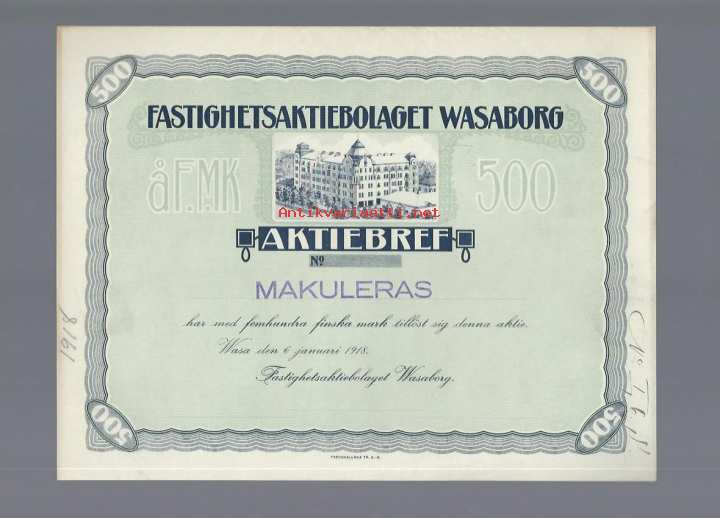 500 500
FASTIGHETSAKTIEBOLAGET WASABORG
åF.MK 500
Antikvariaatti.net
AKTIEBREF
No
MAKULERAS
har med femhundra finska mark tillöst sig denna aktie.
Wasa den 6 januari 1918.
Fastighetsaktiebolaget Wasaborg.
1918
500 500